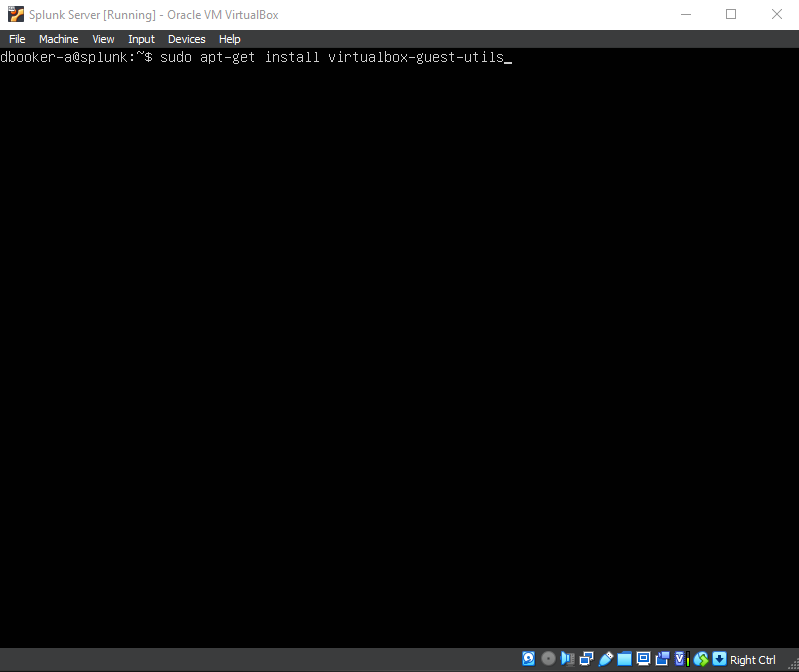 Splunk Server [Running] - Oracle VM VirtualBox
File Machine View Input Devices Help
dbooker-a@splunk:~$ sudo apt-get install virtualbox-guest-utils_
Right Ctrl